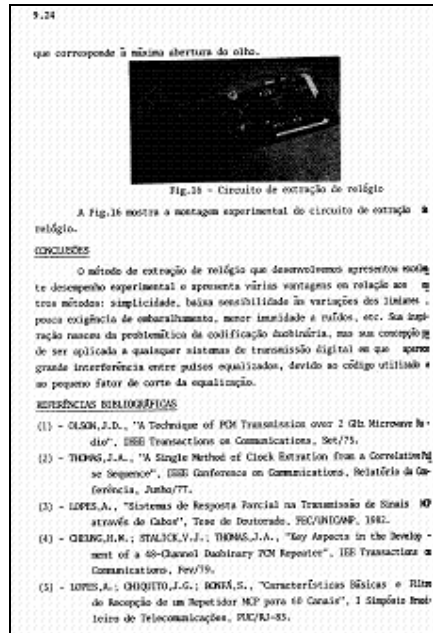 9.24
que corresponde à máxima abertura do olho.
Fig.16 - Circuito de extração de relógio
A Fig.16 mostra a montagem experimental do circuito de extração
relógio.
CONCLUSÕES
O método de extração de relógio que desenvolvemos apresentou
te desempenho experimental e apresenta várias vantagens em relação aos
tros métodos: simplicidade, baixa sensibilidade às variações dos limiares,
pouca exigência de embaralhamento, menor imunidade a ruídos, etc. Sua inspi-
ração nasceu da problemática da codificação duobinária, mas sua concepção
de ser aplicada a quaisquer sistemas de transmissão digital em que
grande interferência entre pulsos equalizados, devido ao código utilizado
ao pequeno fator de corte da equalização.
REFERÊNCIAS BIBLIOGRÁFICAS
(1) - OLSON,J.D., "A Technique of PCM Transmission over 2 GHz Microwave Ra-
dio", IEEE Transactions on Communications, Set/75.
(2) - THOMAS,J.A., "A Single Method of Clock Extration from a Correlative
se Sequence", IEEE Conference on Communications, Relatório da Con-
ferência, Junho/77.
(3) - LOPES,A., "Sistemas de Resposta Parcial na Transmissão de Sinais MCP
através de Cabos", Tese de Doutorado, FEC/UNICAMP, 1982.
(4) - CHEUNG,H.W.; STALICK,V.J.; THOMAS,J.A., "Key Aspects in the Develop -
ment of a 48-Channel Duobinary PCM Repeater", IEE Transactions on
Communications, Fev/79.
(5) - LOPES,A.; CHIQUITO,J.G.; BONFÁ,S., "Características Básicas e Filtro
de Recepção de um Repetidor MCP para 60 Canais", I Simpósio Brasi-
leiro de Telecomunicações, PUC/RJ-83.